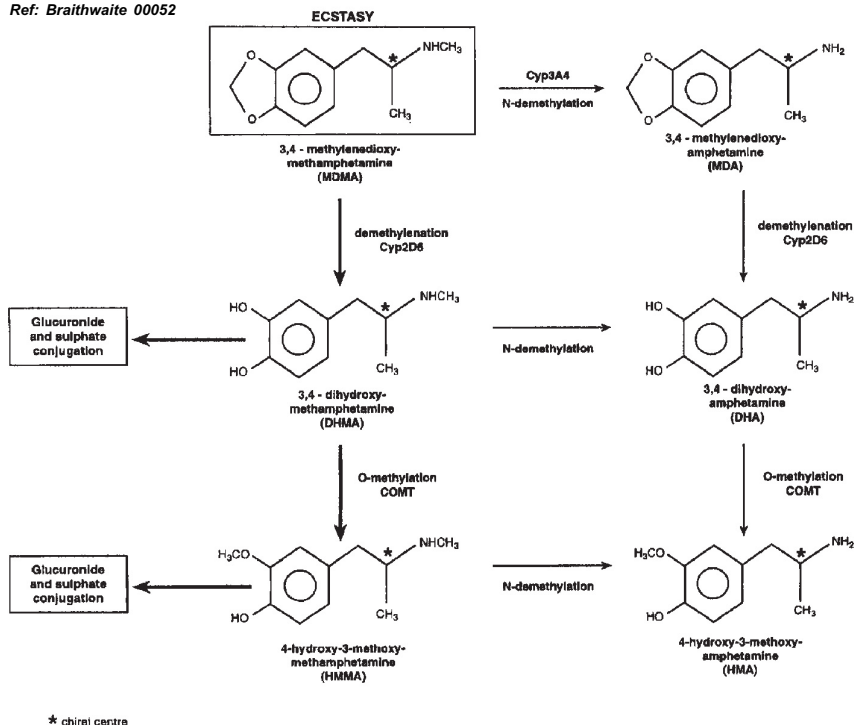 Ref: Braithwaite 00052
ECSTASY
O
O
*
NHCH3
CH3
Cyp3A4
N-demethylation
O
O
*
NH2
CH3
3,4 - methylenedioxy-
methamphetamine
(MDMA)
3,4 - methylenedioxy-
amphetamine
(MDA)
demethylenation
Cyp2D6
demethylenation
Cyp2D6
HO
HO
*
NHCH3
CH3
Glucuronide
and sulphate
conjugation
N-demethylation
HO
HO
*
NH2
CH3
3,4 - dihydroxy-
methamphetamine
(DHMA)
3,4 - dihydroxy-
amphetamine
(DHA)
O-methylation
COMT
O-methylation
COMT
H3CO
HO
*
NHCH3
CH3
Glucuronide
and sulphate
conjugation
N-demethylation
H3CO
HO
*
NH2
CH3
4-hydroxy-3-methoxy-
methamphetamine
(HMMA)
4-hydroxy-3-methoxy-
amphetamine
(HMA)
* chiral centre